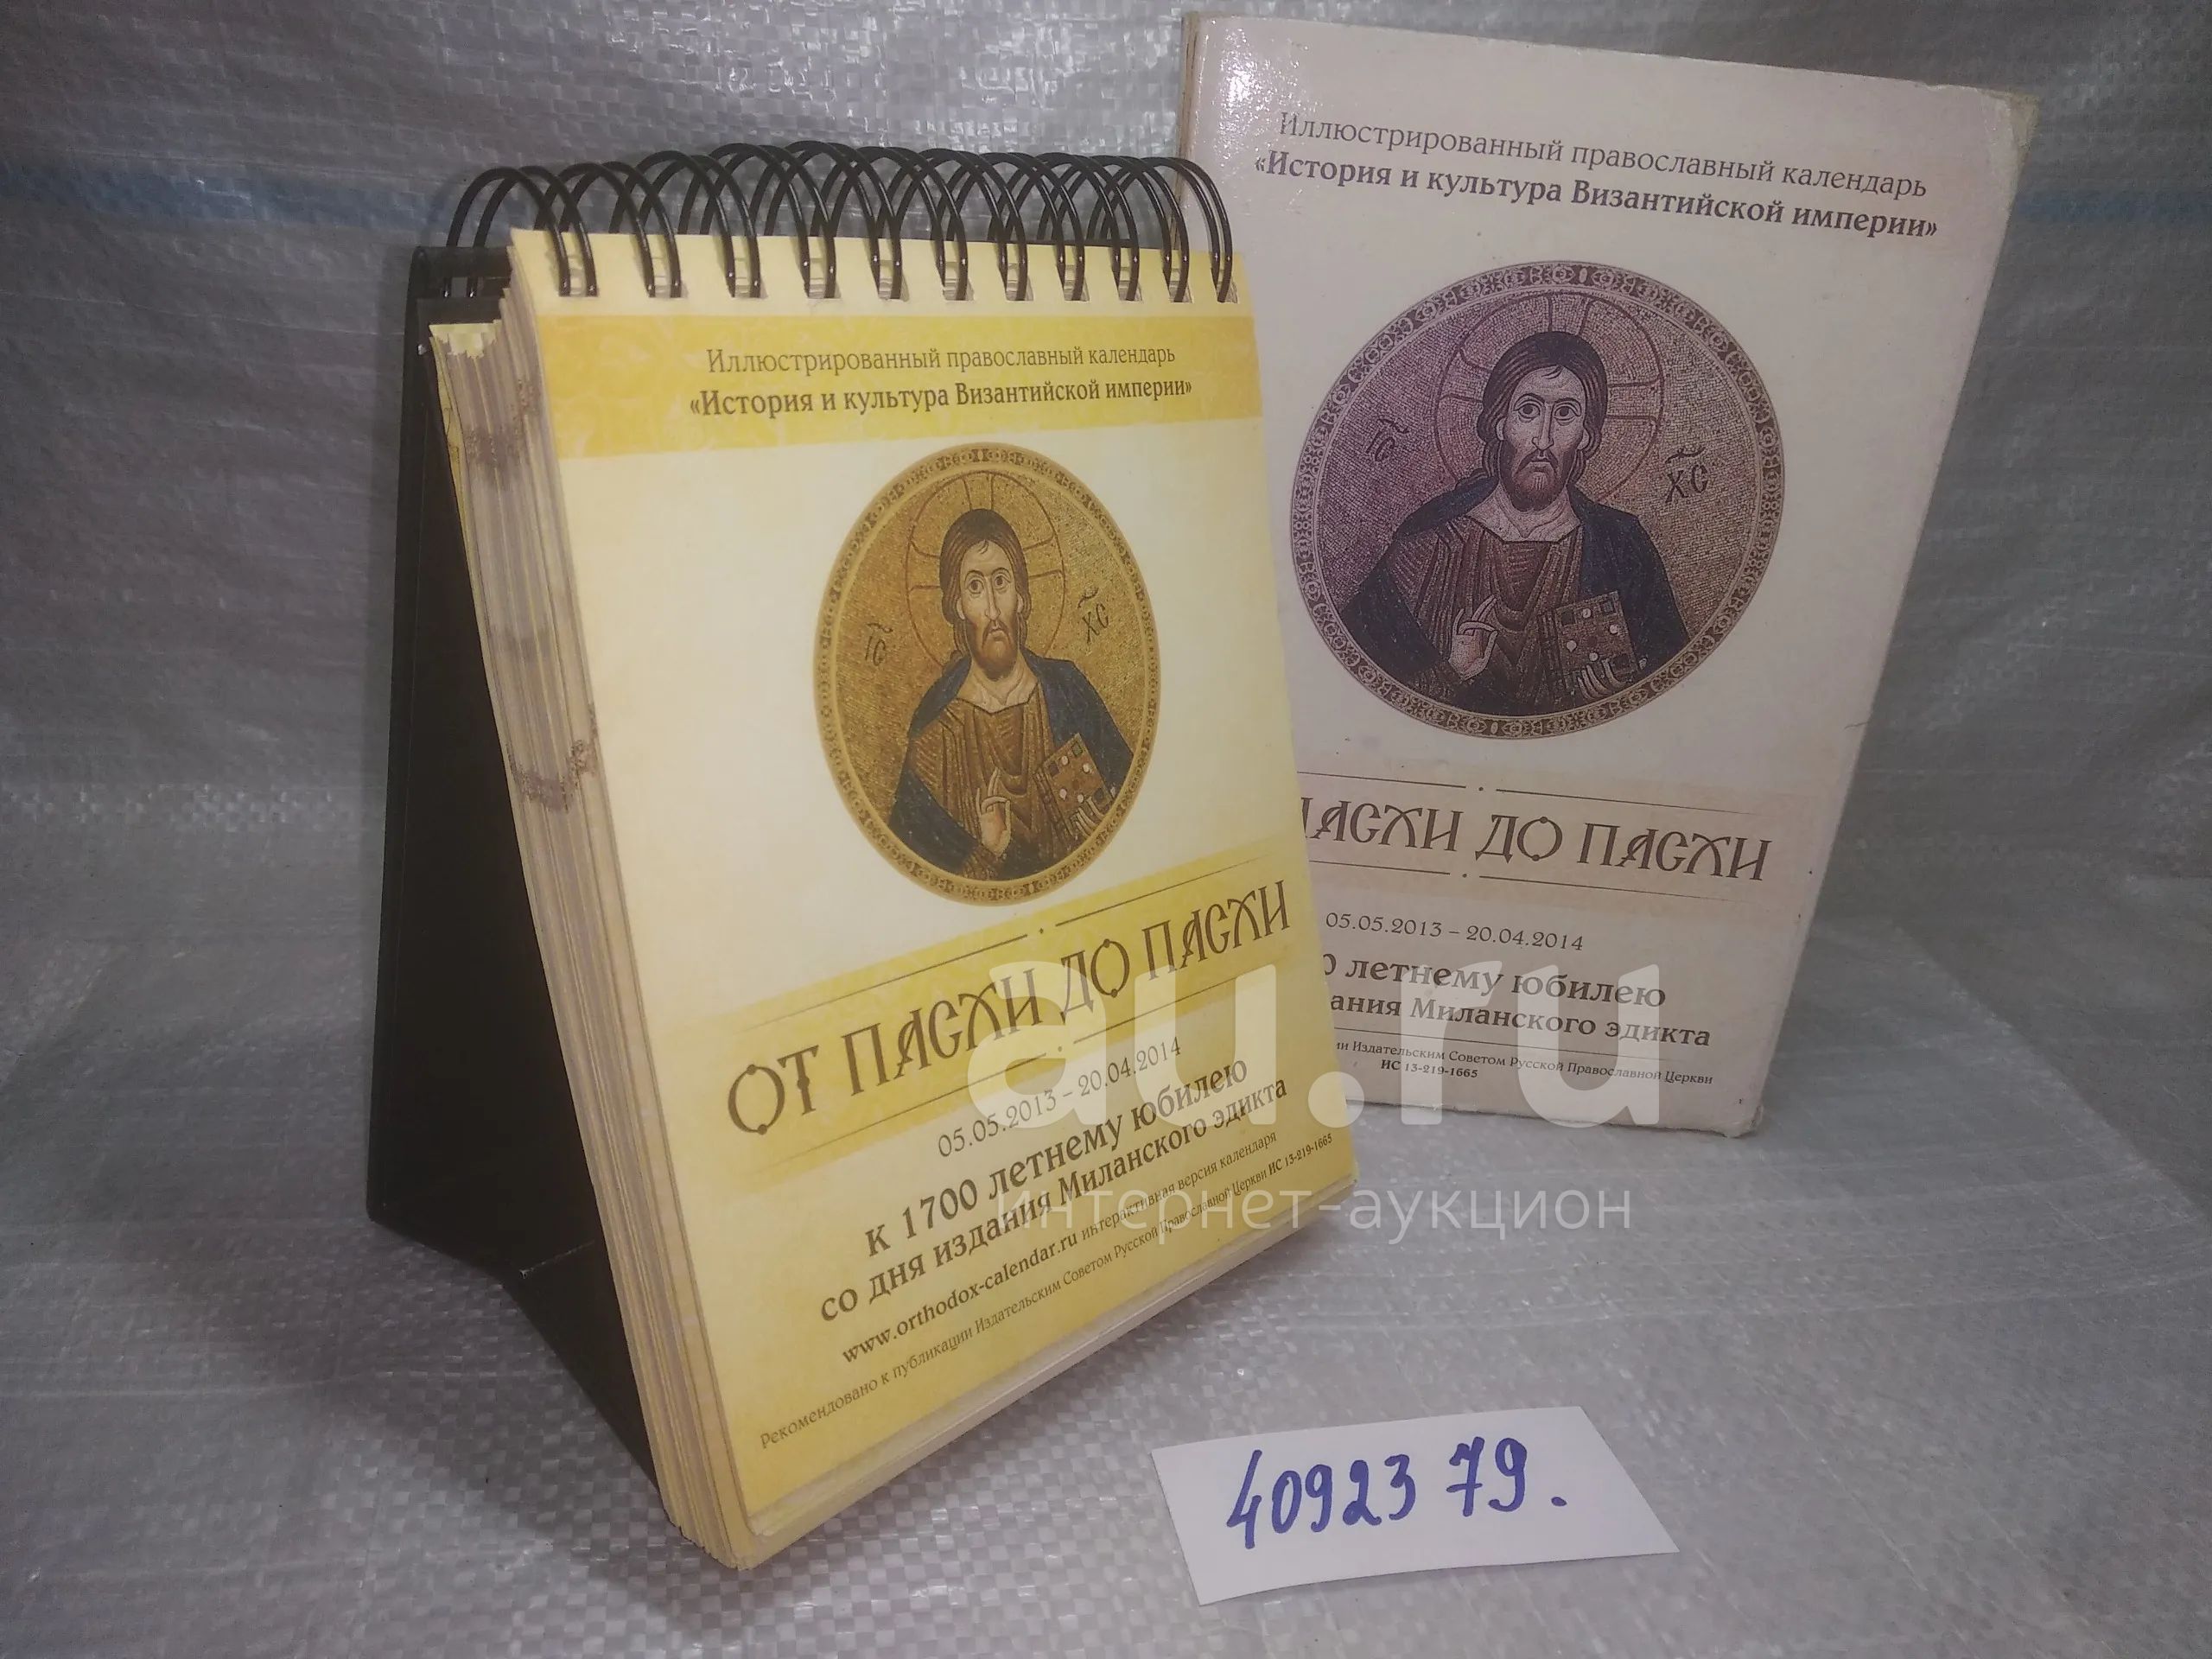 Иллюстрированный православный календарь
«История и культура Византийской империи»
IС ХС
ОТ ПАСХИ ДО ПАСХИ
05.05.2013 – 20.04.2014
к 1700 летнему юбилею
со дня издания Миланского эдикта
www.orthodox-calendar.ru интерактивная версия календаря
Рекомендовано к публикации Издательским Советом Русской Православной Церкви ИС 13-219-1665
Иллюстрированный православный календарь
«История и культура Византийской империи»
IС ХС
ПАСХИ ДО ПАСХИ
05.05.2013 – 20.04.2014
0 летнему юбилею
ания Миланского эдикта
ии Издательским Советом Русской Православной Церкви
ИС 13-219-1665
4092379.
au.ru
интернет-аукцион